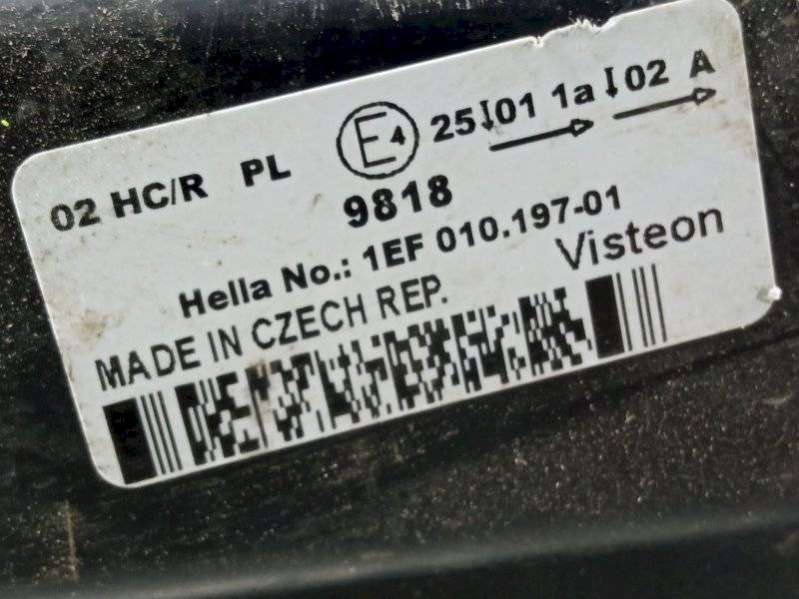 02 HC/R PL E4 25 01 1a 02 A
9818
Hella No.: 1EF 010.197-01
Visteon
MADE IN CZECH REP.